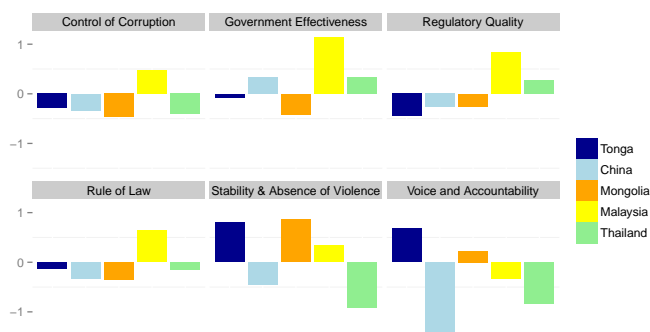 Control of Corruption
Government Effectiveness
Regulatory Quality
1
0
−1
Rule of Law
Stability & Absence of Violence
Voice and Accountability
1
0
−1
Tonga
China
Mongolia
Malaysia
Thailand